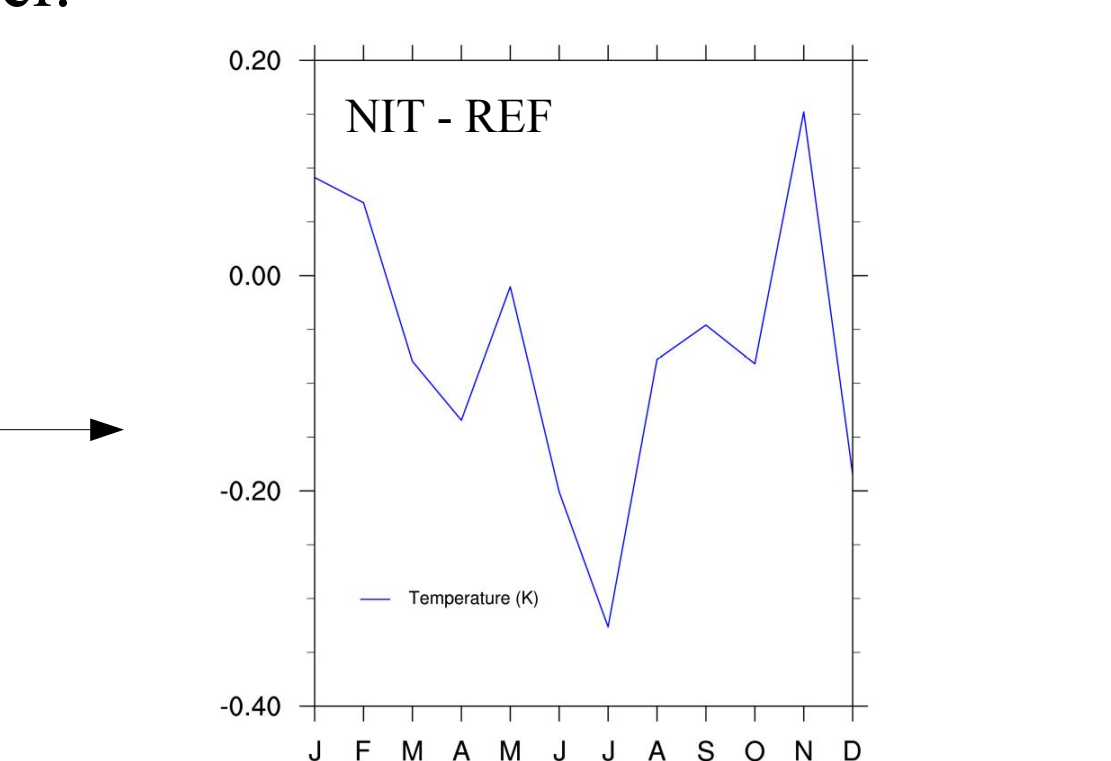 0.20
NIT - REF
0.00
-0.20
Temperature (K)
-0.40
J F M A M J J A S O N D